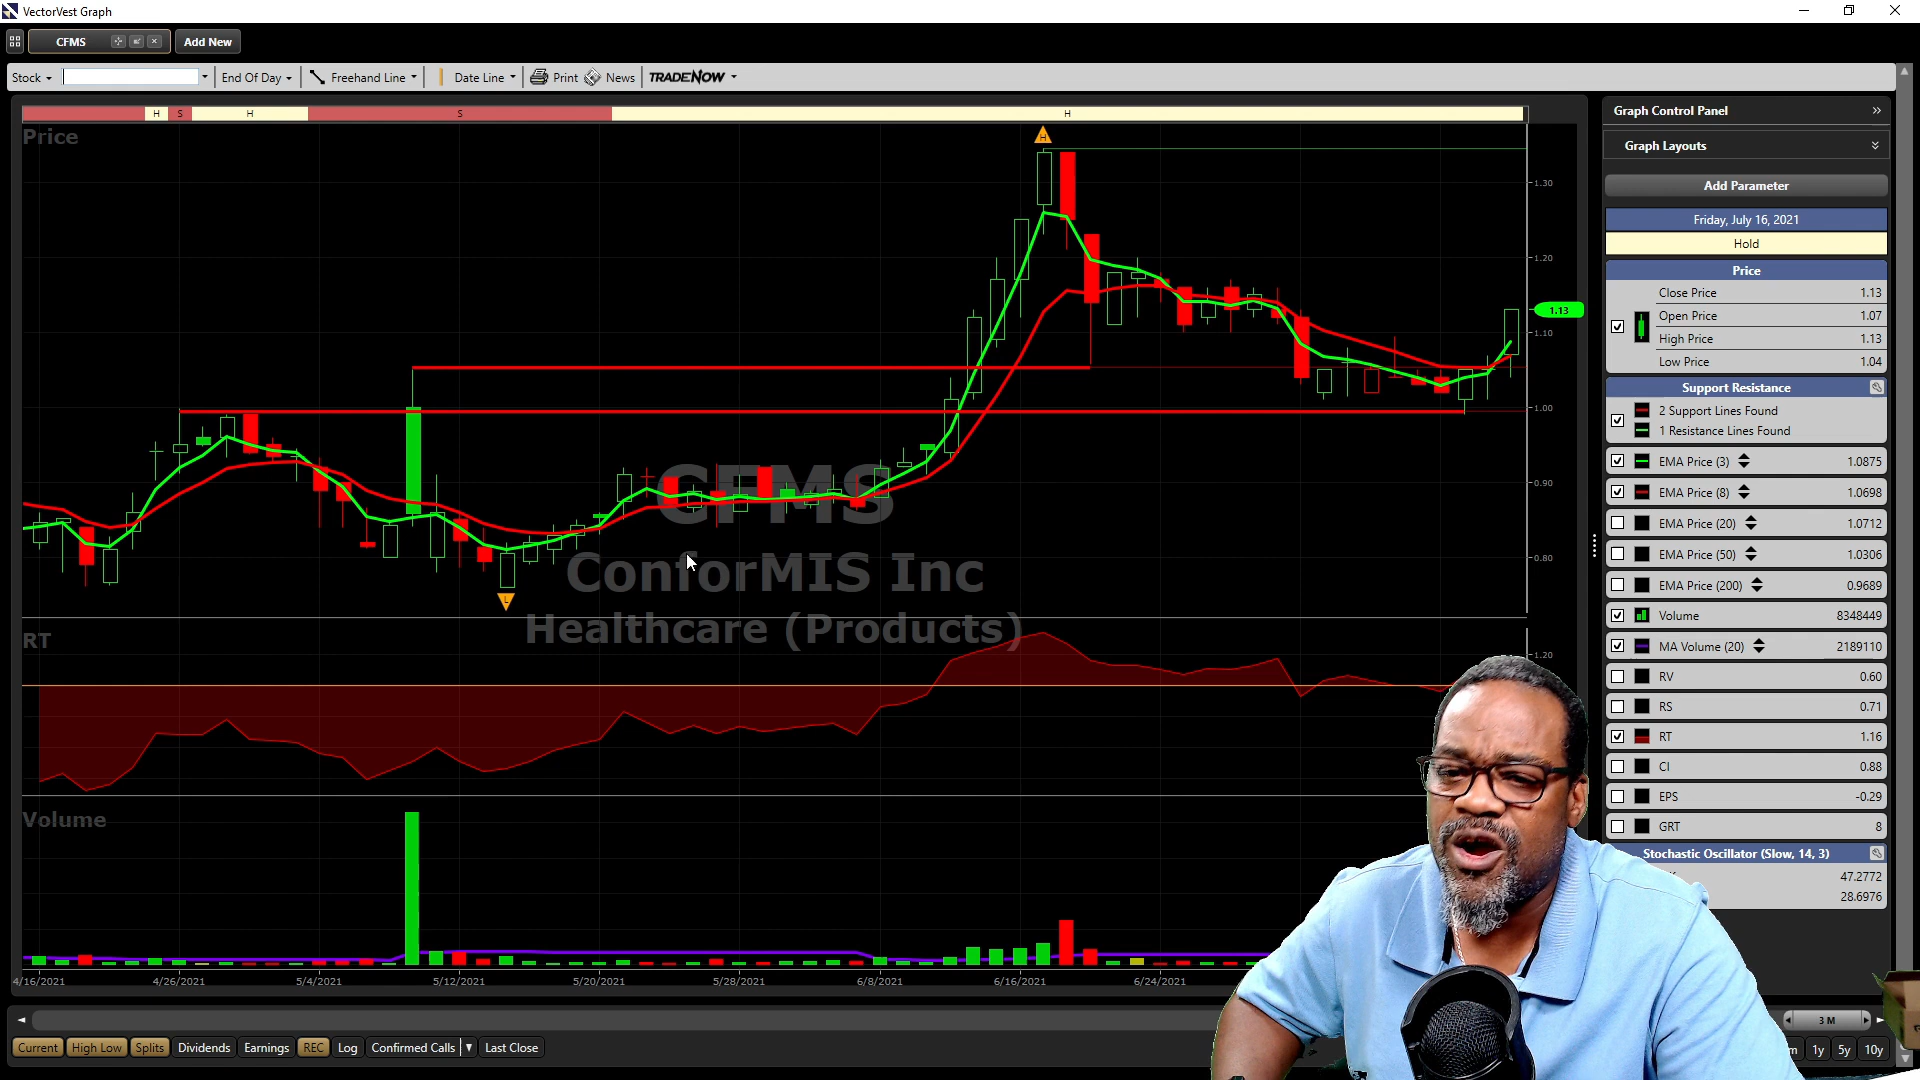 VectorVest Graph
CFMS
Add New
Stock
End Of Day
Freehand Line
Date Line
Print
News
TRADENOW
H S H S H
Price
H
1.30
1.20
1.13
1.10
1.00
0.90
0.80
CFMS
ConforMIS Inc
Healthcare (Products)
L
RT
1.20
Volume
4/16/2021 4/26/2021 5/4/2021 5/12/2021 5/20/2021 5/28/2021 6/8/2021 6/16/2021 6/24/2021
Current High Low Splits Dividends Earnings REC Log Confirmed Calls Last Close
Graph Control Panel
Graph Layouts
Add Parameter
Friday, July 16, 2021
Hold
Price
Close Price 1.13
Open Price 1.07
High Price 1.13
Low Price 1.04
Support Resistance
2 Support Lines Found
1 Resistance Lines Found
EMA Price (3) 1.0875
EMA Price (8) 1.0698
EMA Price (20) 1.0712
EMA Price (50) 1.0306
EMA Price (200) 0.9689
Volume 8348449
MA Volume (20) 2189110
RV 0.60
RS 0.71
RT 1.16
CI 0.88
EPS -0.29
GRT 8
Stochastic Oscillator (Slow, 14, 3)
47.2772
28.6976
3 M
1y 5y 10y